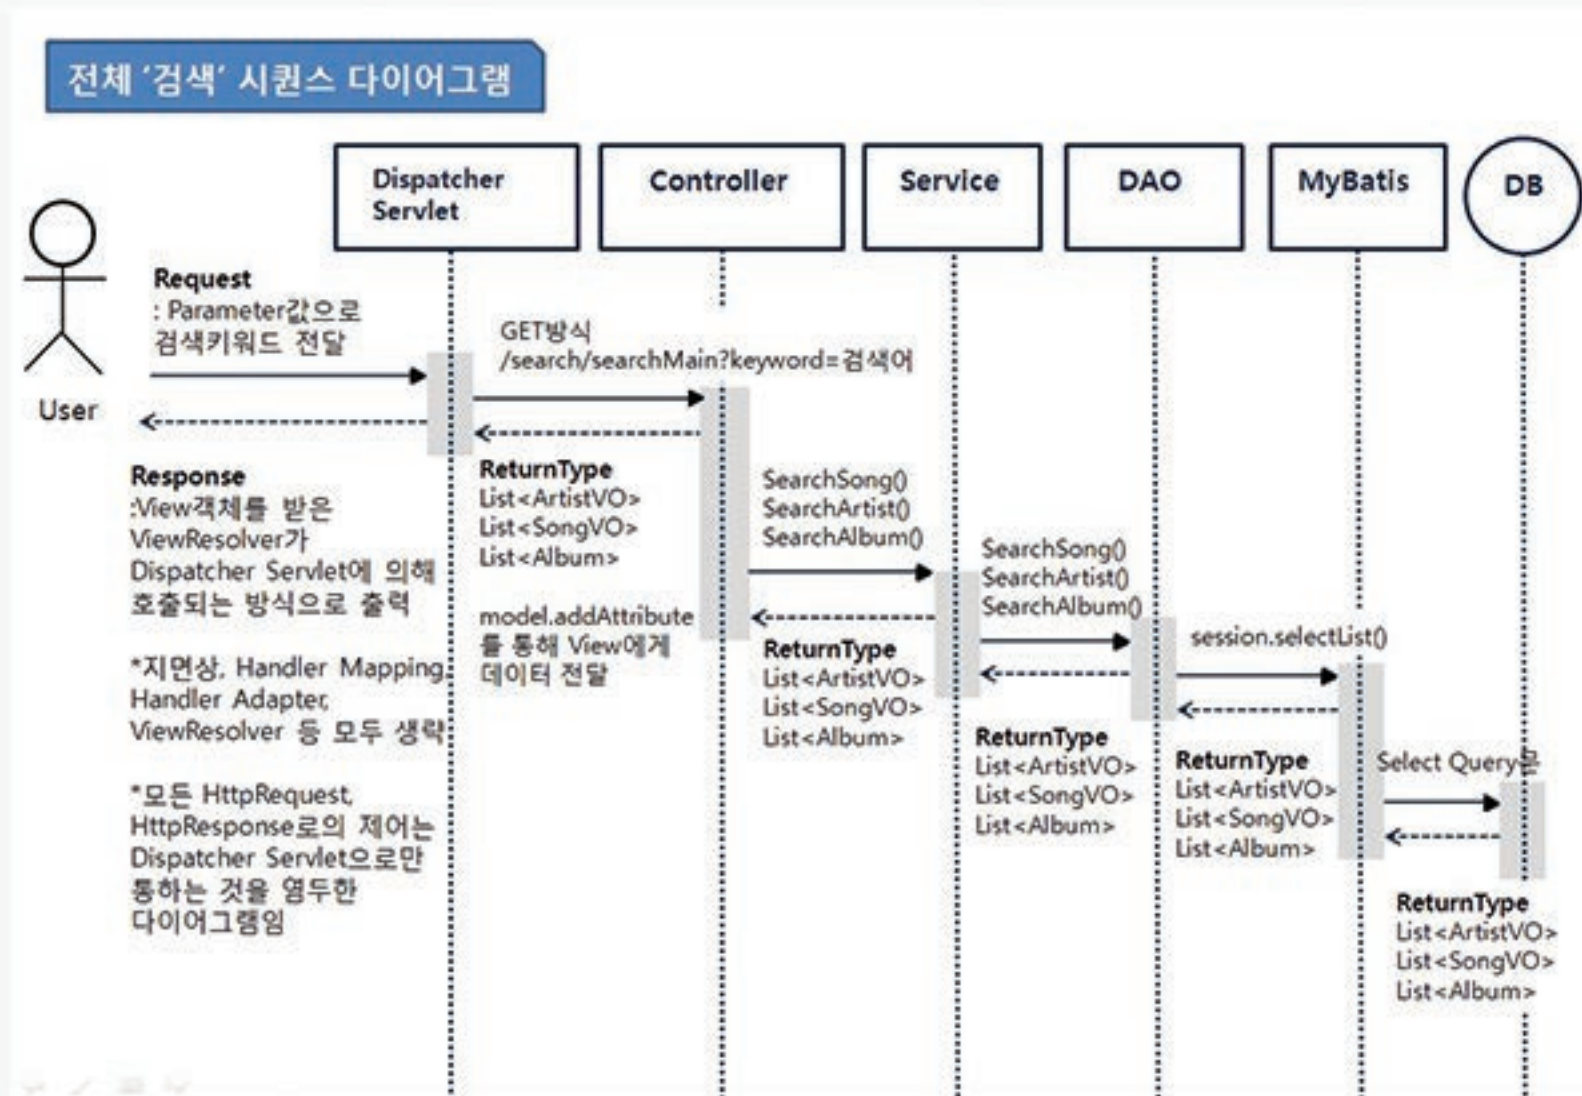 전체 '검색' 시퀀스 다이어그램
Dispatcher
Servlet
Controller
Service
DAO
MyBatis
DB
User
Request
: Parameter값으로
검색키워드 전달
GET방식
/search/searchMain?keyword=검색어
Response
:View객체를 받은
ViewResolver가
Dispatcher Servlet에 의해
호출되는 방식으로 출력
*지면상, Handler Mapping,
Handler Adapter,
ViewResolver 등 모두 생략
*모든 HttpRequest,
HttpResponse로의 제어는
Dispatcher Servlet으로만
통하는 것을 염두한
다이어그램임
ReturnType
List<ArtistVO>
List<SongVO>
List<Album>
model.addAttribute
를 통해 View에게
데이터 전달
SearchSong()
SearchArtist()
SearchAlbum()
ReturnType
List<ArtistVO>
List<SongVO>
List<Album>
SearchSong()
SearchArtist()
SearchAlbum()
ReturnType
List<ArtistVO>
List<SongVO>
List<Album>
session.selectList()
ReturnType
List<ArtistVO>
List<SongVO>
List<Album>
Select Query문
ReturnType
List<ArtistVO>
List<SongVO>
List<Album>